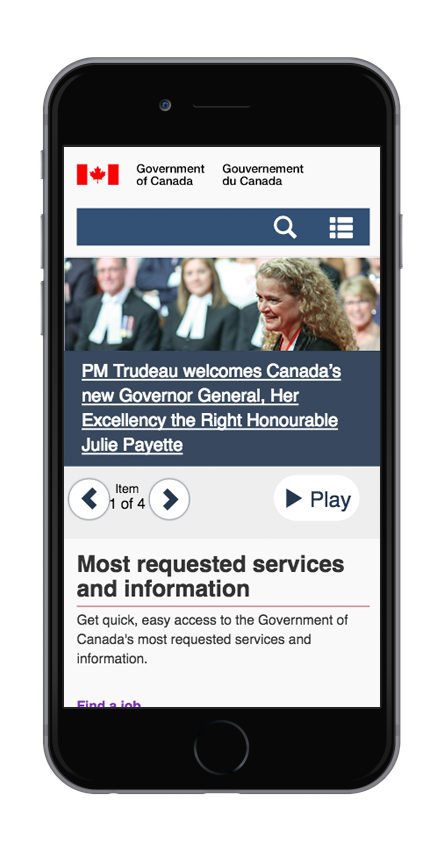 Government of Canada
Gouvernement du Canada
PM Trudeau welcomes Canada’s
new Governor General, Her
Excellency the Right Honourable
Julie Payette
Item
1 of 4
Play
Most requested services
and information
Get quick, easy access to the Government of
Canada's most requested services and
information.
Find a job